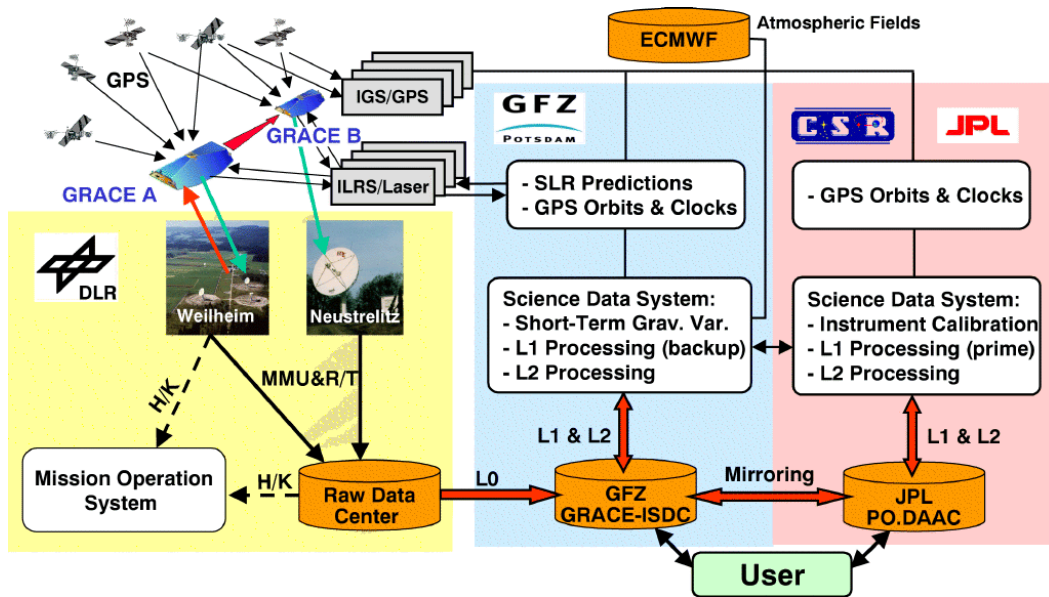 Atmospheric Fields
ECMWF
GPS
IGS/GPS
GRACE B
GRACE A
ILRS/Laser
GFZ
POTSDAM
CSR
JPL
- SLR Predictions
- GPS Orbits & Clocks
- GPS Orbits & Clocks
DLR
Weilheim
Neustrelitz
Science Data System:
- Short-Term Grav. Var.
- L1 Processing (backup)
- L2 Processing
Science Data System:
- Instrument Calibration
- L1 Processing (prime)
- L2 Processing
H/K
MMU&R/T
L1 & L2
L1 & L2
Mission Operation
System
H/K
Raw Data
Center
L0
GFZ
GRACE-ISDC
Mirroring
JPL
PO.DAAC
User